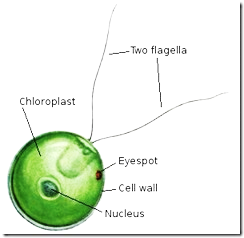 Two flagella
Chloroplast
Eyespot
Cell wall
Nucleus